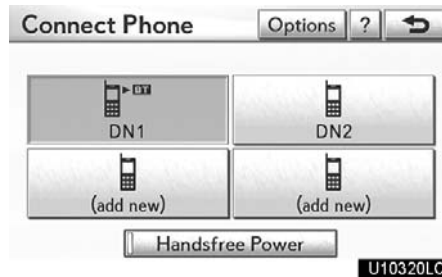 Connect Phone Options ?
BT
DN1 DN2
(add new) (add new)
Handsfree Power
U10320LC